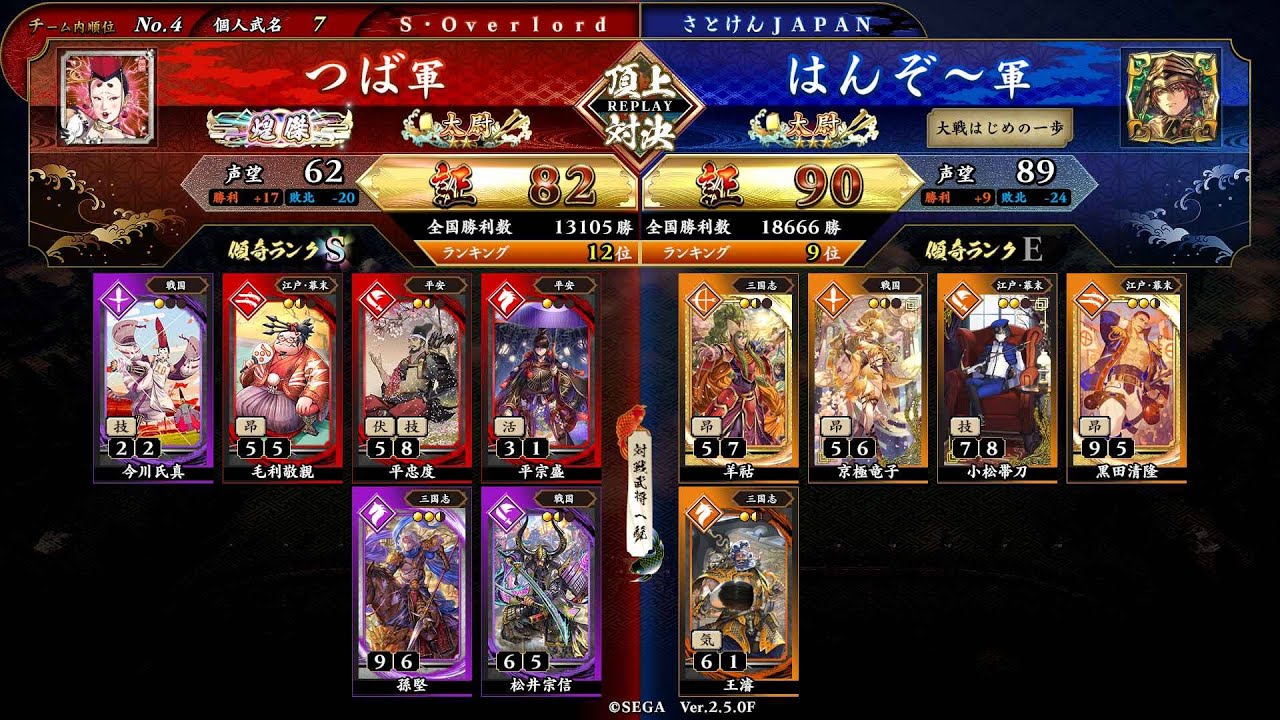 チーム内順位 No.4 個人武名 7
S・Overlord
さとけんJAPAN
つば軍
頂上
REPLAY
対決
はんぞ～軍
煌傑
太尉
太尉
大戦はじめの一歩
声望 62
勝利 +17 敗北 -20
証 82
証 90
声望 89
勝利 +9 敗北 -24
全国勝利数 13105勝
全国勝利数 18666勝
傾奇ランク S
ランキング 12位
ランキング 9位
傾奇ランク E
戦国
技
2 2
今川氏真
江戸・幕末
昂
5 5
毛利敬親
平安
伏 技
5 8
平忠度
平安
活
3 1
平宗盛
三国志
9 6
孫堅
戦国
6 5
松井宗信
対戦武将一覧
三国志
昂
5 7
羊祜
戦国
昂
5 6
京極竜子
江戸・幕末
技
7 8
小松帯刀
江戸・幕末
昂
9 5
黒田清隆
三国志
気
6 1
王濬
©SEGA Ver.2.5.0F